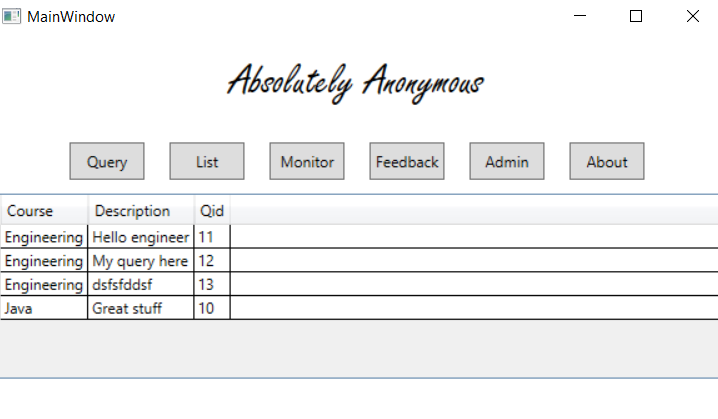 MainWindow
Absolutely Anonymous
Query List Monitor Feedback Admin About
Course Description Qid
Engineering Hello engineer 11
Engineering My query here 12
Engineering dsfsfddsf 13
Java Great stuff 10